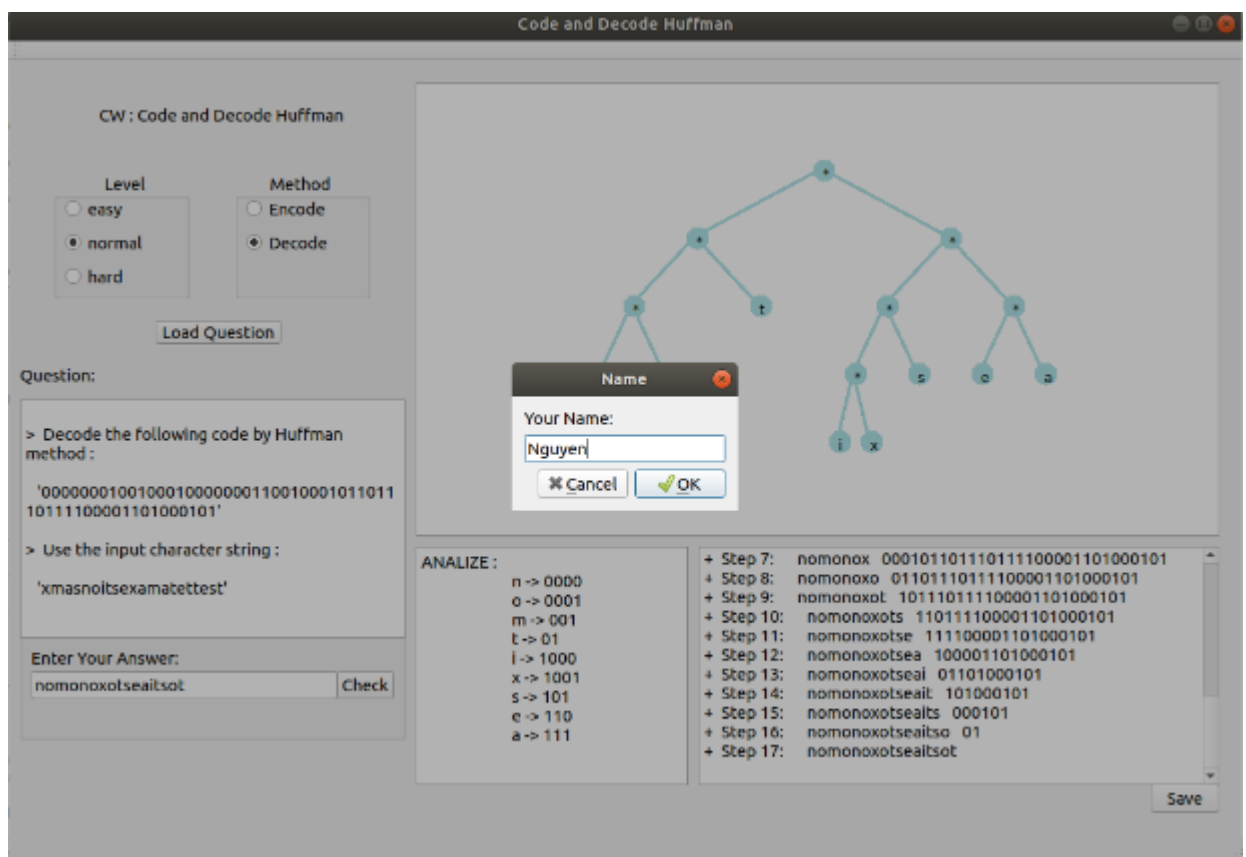 Code and Decode Huffman
CW : Code and Decode Huffman
Level
Method
easy
Encode
normal
Decode
hard
Load Question
Question:
> Decode the following code by Huffman
method :
'0000000100100010000000110010001011011
10111100001101000101'
> Use the input character string :
'xmasnoitsexamatettest'
Enter Your Answer:
nomonoxotseaitsot
Check
*
*
*
*
t
*
*
*
s
e
a
i
x
Name
Your Name:
Nguyen
Cancel
OK
ANALIZE :
n -> 0000
o -> 0001
m -> 001
t -> 01
i -> 1000
x -> 1001
s -> 101
e -> 110
a -> 111
+ Step 7: nomonox 0001011011101111100001101000101
+ Step 8: nomonoxo 011011101111100001101000101
+ Step 9: nomonoxot 1011101111100001101000101
+ Step 10: nomonoxots 110111100001101000101
+ Step 11: nomonoxotse 111100001101000101
+ Step 12: nomonoxotsea 100001101000101
+ Step 13: nomonoxotseai 01101000101
+ Step 14: nomonoxotseait 101000101
+ Step 15: nomonoxotseaits 000101
+ Step 16: nomonoxotseaitso 01
+ Step 17: nomonoxotseaitsot
Save